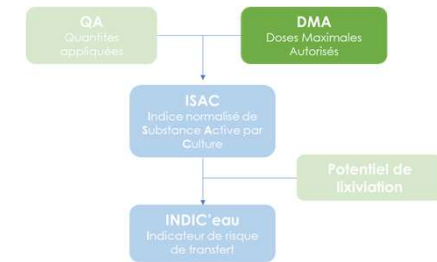 QA
Quantités
appliquées
DMA
Doses Maximales
Autorisés
ISAC
Indice normalisé de
Substance Active par
Culture
Potentiel de
lixiviation
INDIC'eau
Indicateur de risque
de transfert